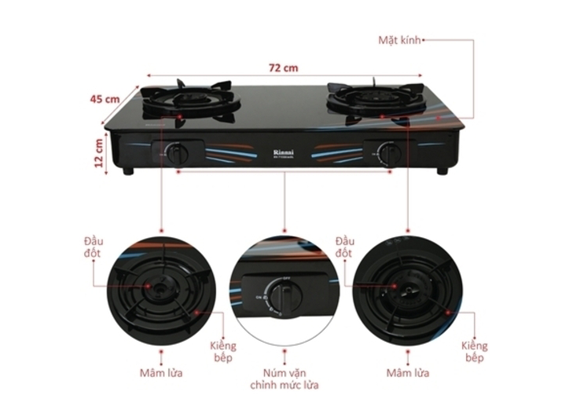 Mặt kính
72 cm
45 cm
12 cm
Rinnai
Đầu
đốt
Đầu
đốt
Kiềng
bếp
Kiềng
bếp
Mâm lửa
Núm vặn
chỉnh mức lửa
Mâm lửa